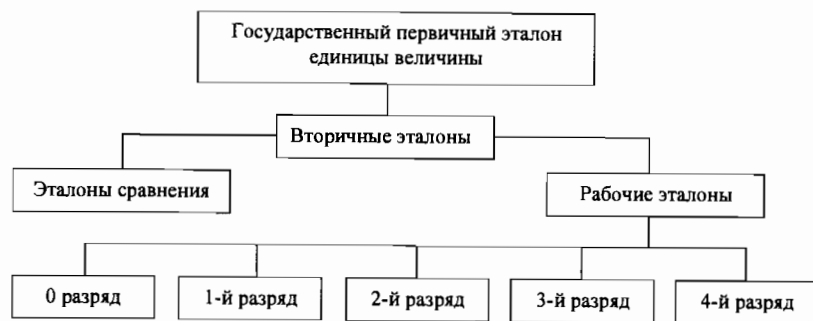 Государственный первичный эталон
единицы величины
Вторичные эталоны
Эталоны сравнения
Рабочие эталоны
0 разряд
1-й разряд
2-й разряд
3-й разряд
4-й разряд